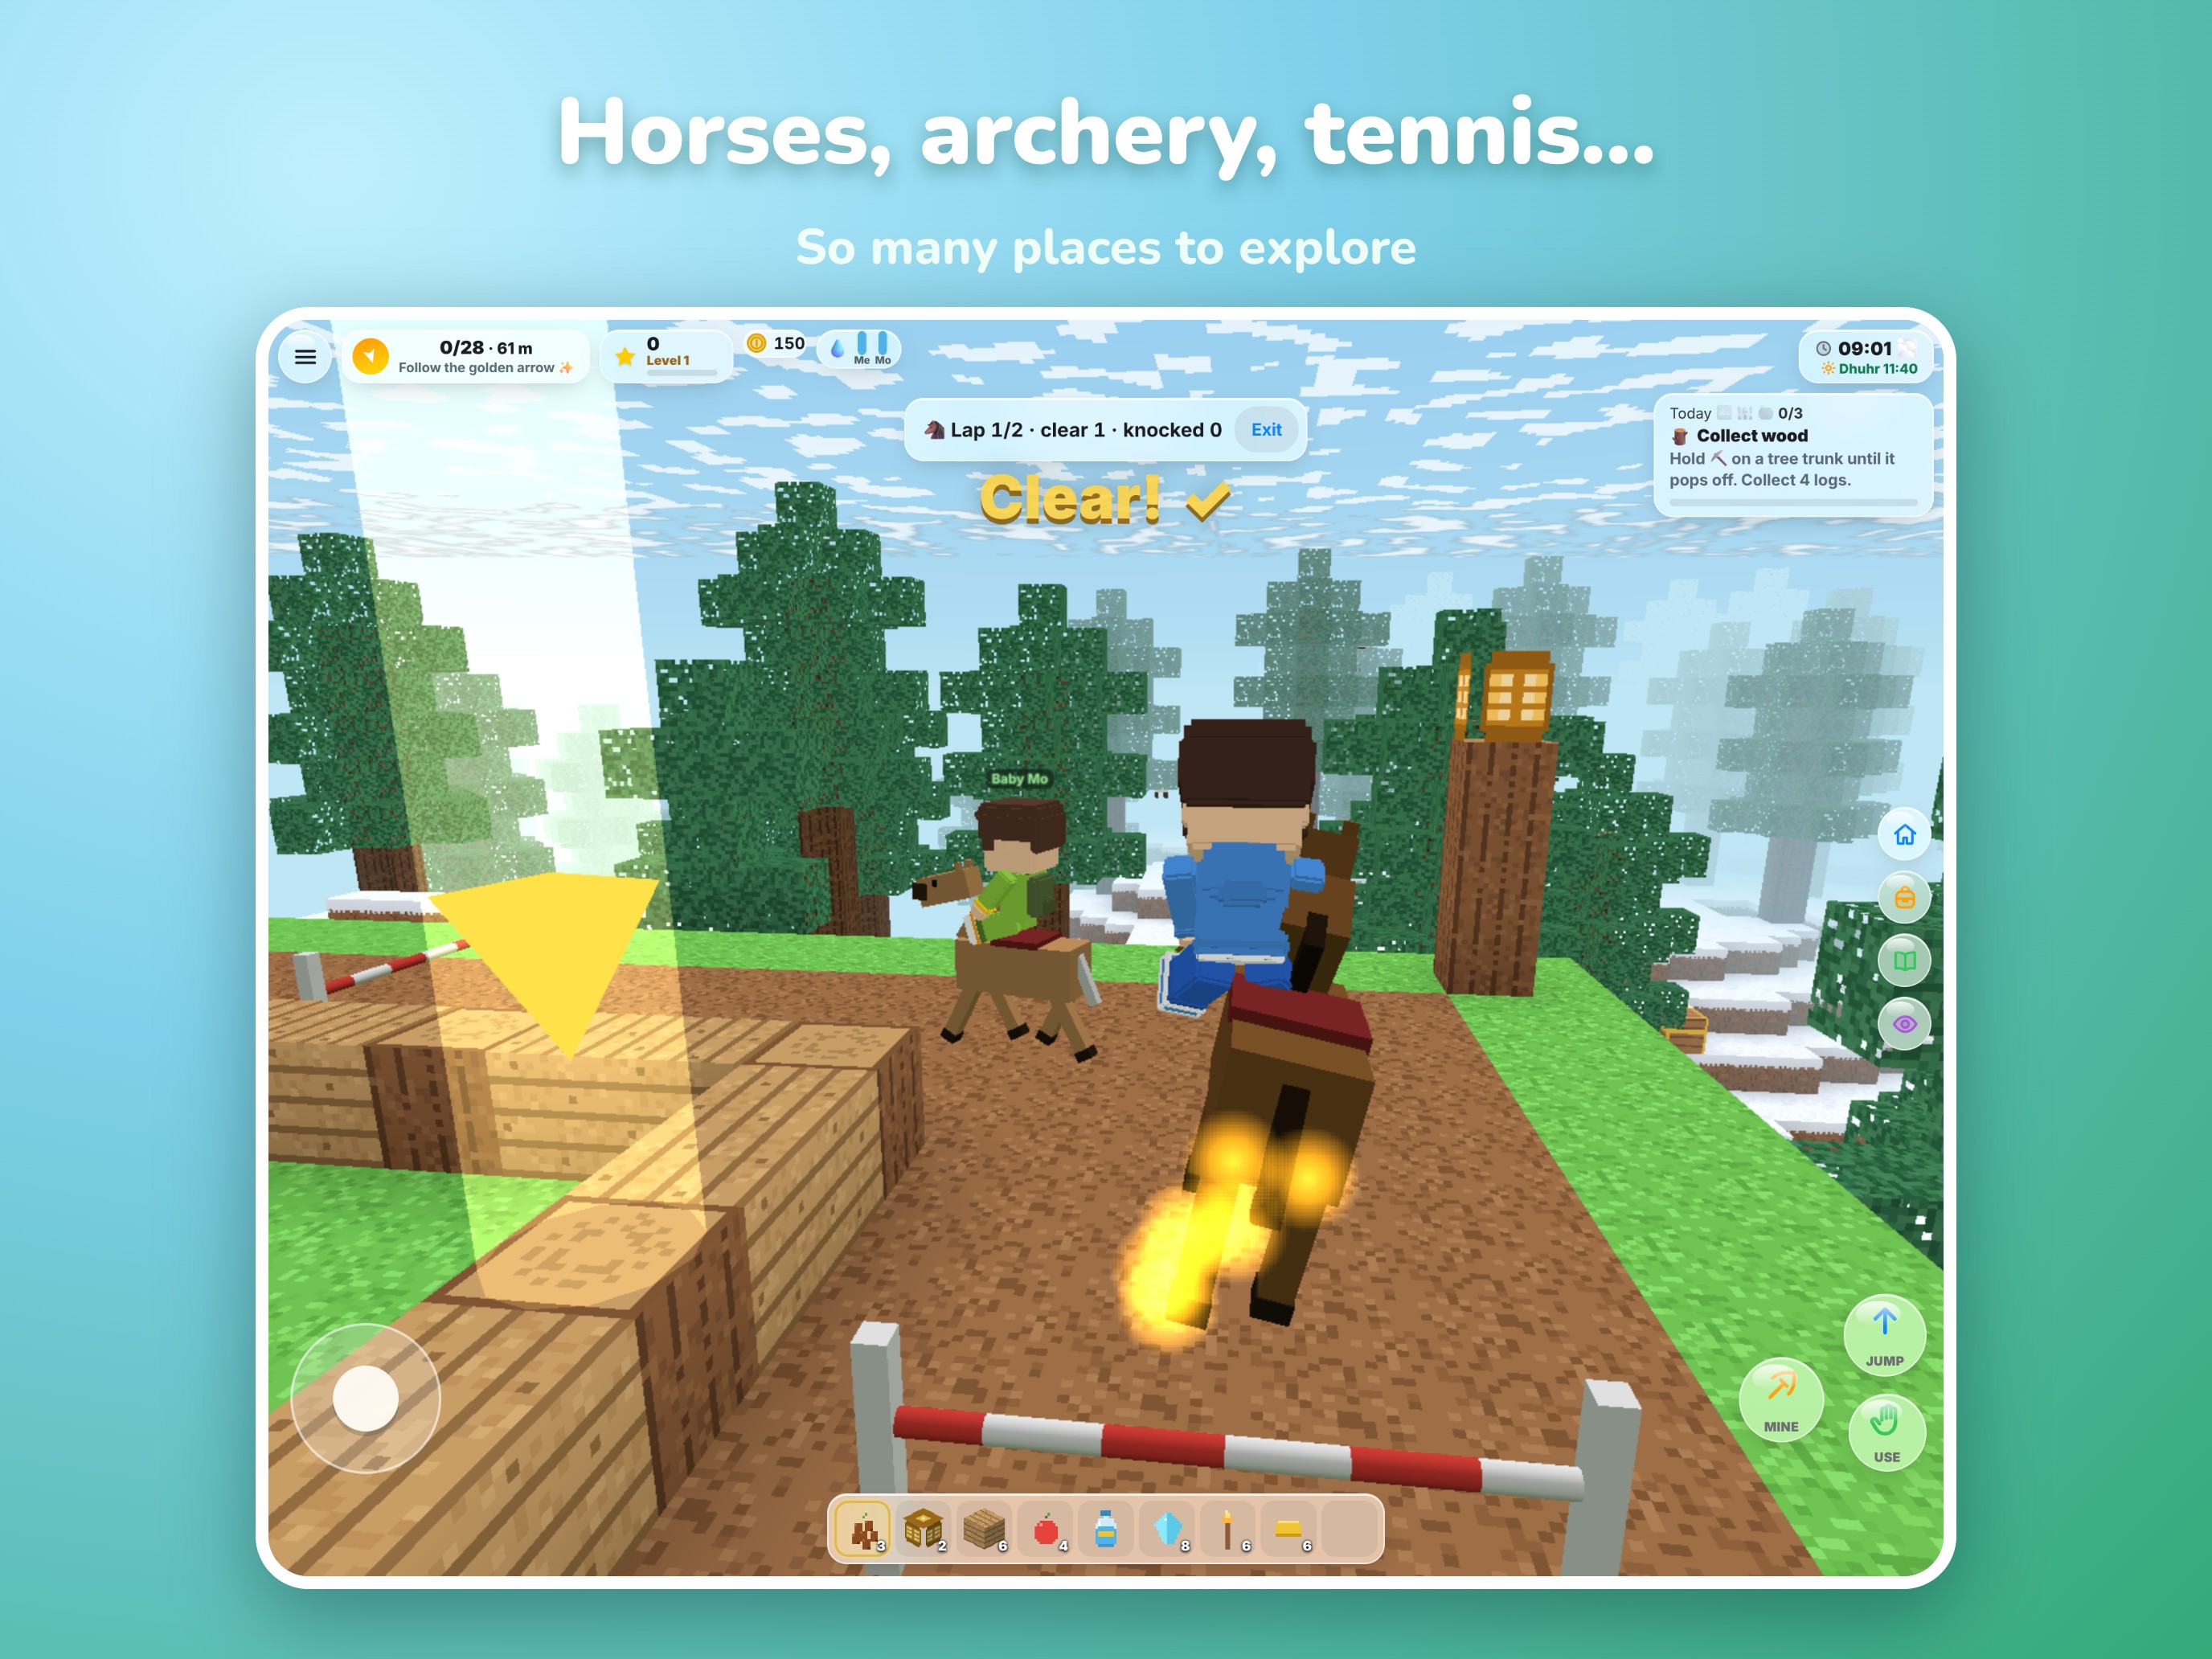 Horses, archery, tennis...
So many places to explore
0/28 · 61 m
Follow the golden arrow ✨
0
Level 1
150
Me Mo
09:01
Dhuhr 11:40
Lap 1/2 · clear 1 · knocked 0 Exit
Clear! ✓
Today 0/3
Collect wood
Hold ⛏ on a tree trunk until it
pops off. Collect 4 logs.
Baby Mo
JUMP
MINE
USE
3 2 6 4 8 6 6